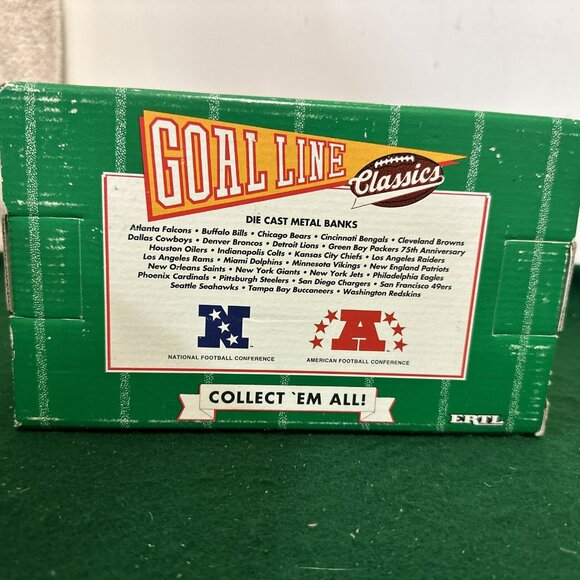 GOAL LINE
Classics
DIE CAST METAL BANKS
Atlanta Falcons • Buffalo Bills • Chicago Bears • Cincinnati Bengals • Cleveland Browns
Dallas Cowboys • Denver Broncos • Detroit Lions • Green Bay Packers 75th Anniversary
Houston Oilers • Indianapolis Colts • Kansas City Chiefs • Los Angeles Raiders
Los Angeles Rams • Miami Dolphins • Minnesota Vikings • New England Patriots
New Orleans Saints • New York Giants • New York Jets • Philadelphia Eagles
Phoenix Cardinals • Pittsburgh Steelers • San Diego Chargers • San Francisco 49ers
Seattle Seahawks • Tampa Bay Buccaneers • Washington Redskins
N TM
A
NATIONAL FOOTBALL CONFERENCE
AMERICAN FOOTBALL CONFERENCE
COLLECT 'EM ALL!
ERTL